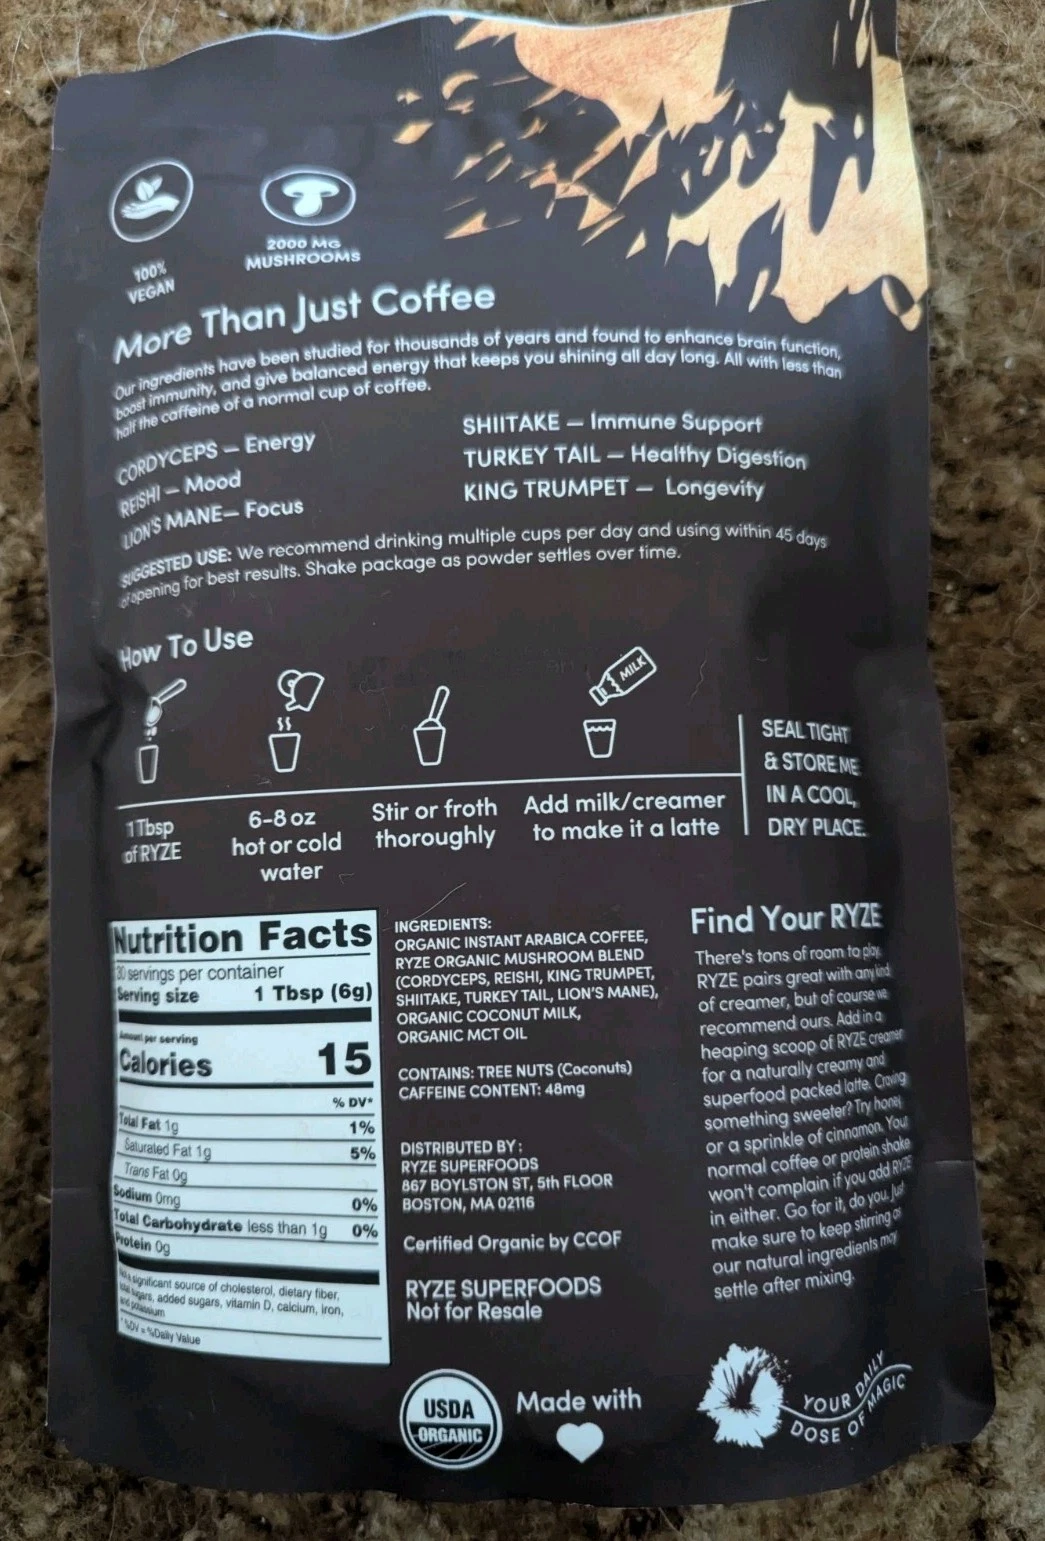 100%
VEGAN
2000 MG
MUSHROOMS
More Than Just Coffee
Our ingredients have been studied for thousands of years and found to enhance brain function,
boost immunity, and give balanced energy that keeps you shining all day long. All with less than
half the caffeine of a normal cup of coffee.
CORDYCEPS – Energy
REISHI – Mood
LION'S MANE– Focus
SHIITAKE – Immune Support
TURKEY TAIL – Healthy Digestion
KING TRUMPET – Longevity
SUGGESTED USE: We recommend drinking multiple cups per day and using within 45 days
of opening for best results. Shake package as powder settles over time.
How To Use
MILK
1 Tbsp
of RYZE
6-8 oz
hot or cold
water
Stir or froth
thoroughly
Add milk/creamer
to make it a latte
SEAL TIGHT
& STORE ME
IN A COOL,
DRY PLACE.
Nutrition Facts
30 servings per container
Serving size 1 Tbsp (6g)
Amount per serving
Calories 15
% DV*
Total Fat 1g 1%
Saturated Fat 1g 5%
Trans Fat 0g
Sodium 0mg 0%
Total Carbohydrate less than 1g 0%
Protein 0g
Not a significant source of cholesterol, dietary fiber,
total sugars, added sugars, vitamin D, calcium, iron,
and potassium
*%DV = %Daily Value
INGREDIENTS:
ORGANIC INSTANT ARABICA COFFEE,
RYZE ORGANIC MUSHROOM BLEND
(CORDYCEPS, REISHI, KING TRUMPET,
SHIITAKE, TURKEY TAIL, LION'S MANE),
ORGANIC COCONUT MILK,
ORGANIC MCT OIL
CONTAINS: TREE NUTS (Coconuts)
CAFFEINE CONTENT: 48mg
DISTRIBUTED BY:
RYZE SUPERFOODS
867 BOYLSTON ST, 5th FLOOR
BOSTON, MA 02116
Certified Organic by CCOF
RYZE SUPERFOODS
Not for Resale
USDA
ORGANIC
Made with
Find Your RYZE
There's tons of room to play.
RYZE pairs great with any kind
of creamer, but of course we
recommend ours. Add in a
heaping scoop of RYZE creamer
for a naturally creamy and
superfood packed latte. Craving
something sweeter? Try honey
or a sprinkle of cinnamon. Your
normal coffee or protein shake
won't complain if you add RYZE
in either. Go for it, do you. Just
make sure to keep stirring as
our natural ingredients may
settle after mixing.
YOUR DAILY
DOSE OF MAGIC